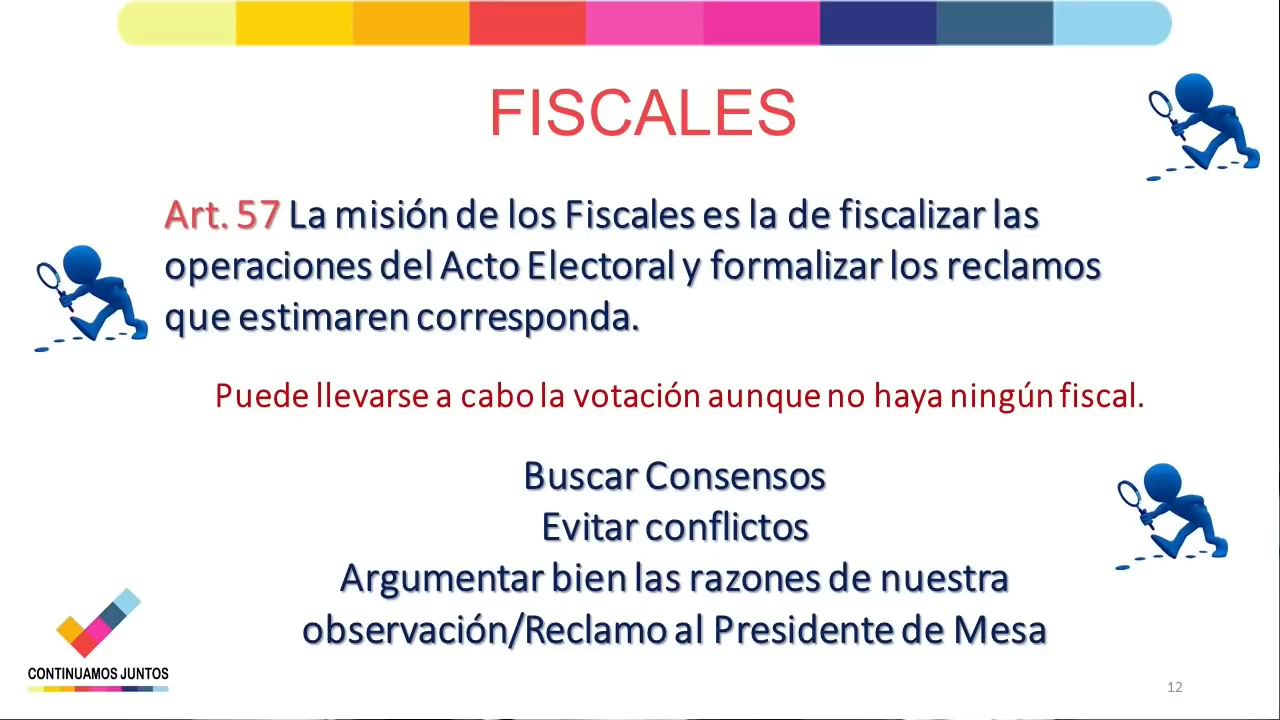 FISCALES
Art. 57 La misión de los Fiscales es la de fiscalizar las
operaciones del Acto Electoral y formalizar los reclamos
que estimaren corresponda.
Puede llevarse a cabo la votación aunque no haya ningún fiscal.
Buscar Consensos
Evitar conflictos
Argumentar bien las razones de nuestra
observación/Reclamo al Presidente de Mesa
CONTINUAMOS JUNTOS
12